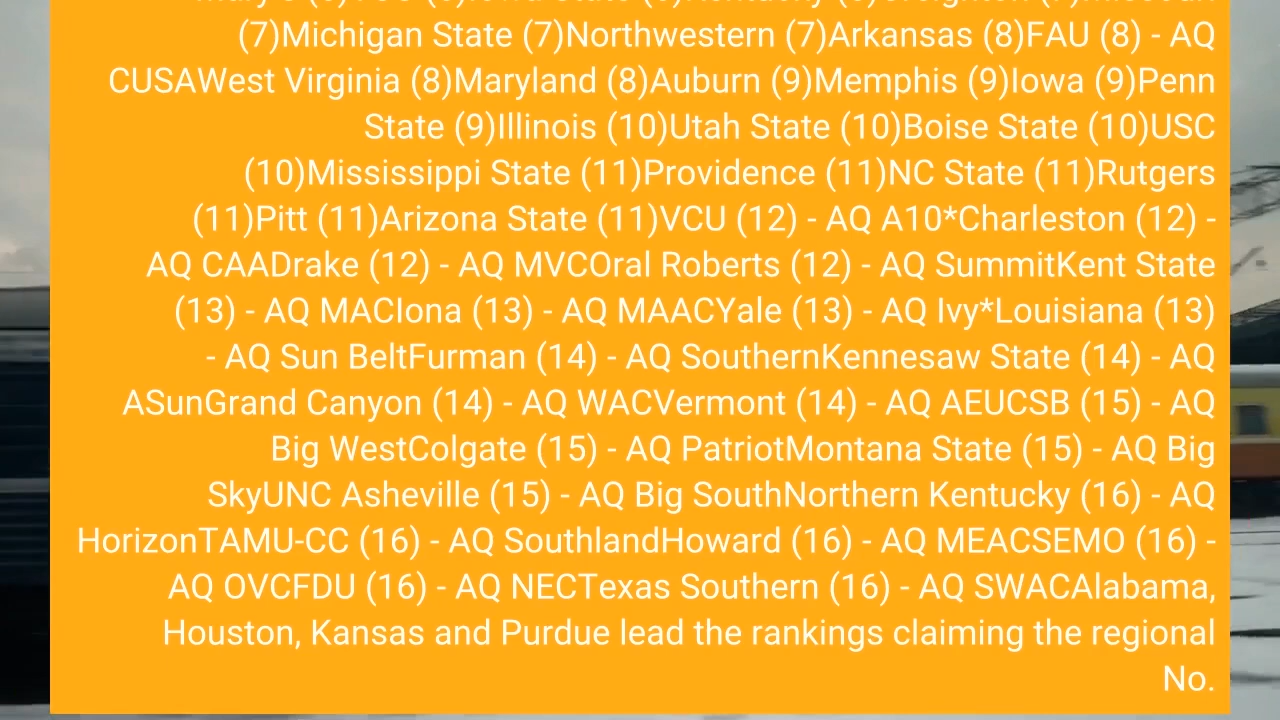 (7)Michigan State (7)Northwestern (7)Arkansas (8)FAU (8) - AQ
CUSAWest Virginia (8)Maryland (8)Auburn (9)Memphis (9)Iowa (9)Penn
State (9)Illinois (10)Utah State (10)Boise State (10)USC
(10)Mississippi State (11)Providence (11)NC State (11)Rutgers
(11)Pitt (11)Arizona State (11)VCU (12) - AQ A10*Charleston (12) -
AQ CAADrake (12) - AQ MVCOral Roberts (12) - AQ SummitKent State
(13) - AQ MACIona (13) - AQ MAACYale (13) - AQ Ivy*Louisiana (13)
- AQ Sun BeltFurman (14) - AQ SouthernKennesaw State (14) - AQ
ASunGrand Canyon (14) - AQ WACVermont (14) - AQ AEUCSB (15) - AQ
Big WestColgate (15) - AQ PatriotMontana State (15) - AQ Big
SkyUNC Asheville (15) - AQ Big SouthNorthern Kentucky (16) - AQ
HorizonTAMU-CC (16) - AQ SouthlandHoward (16) - AQ MEACSEMO (16) -
AQ OVCFDU (16) - AQ NECTexas Southern (16) - AQ SWACAlabama,
Houston, Kansas and Purdue lead the rankings claiming the regional
No.